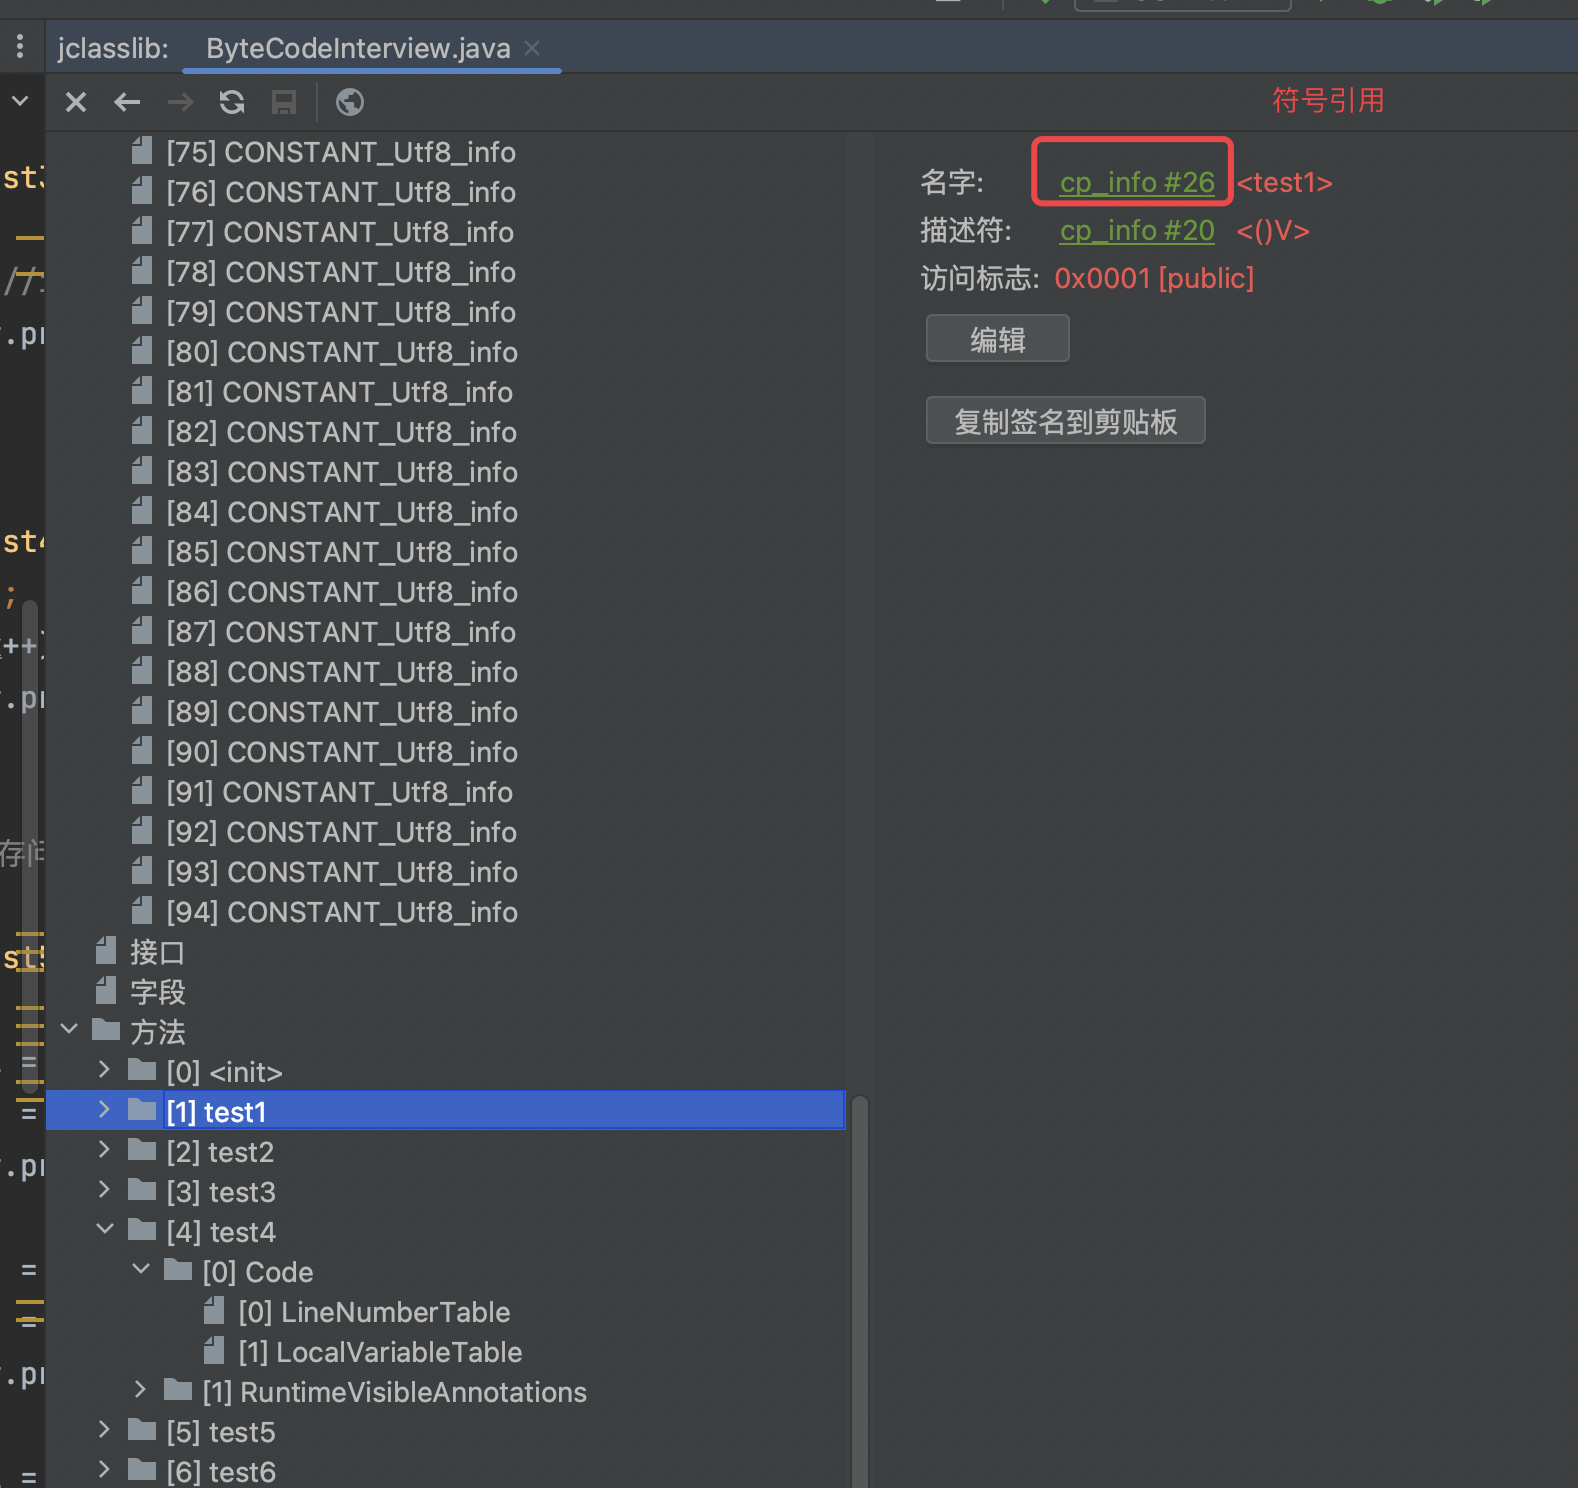 jclasslib: ByteCodeInterview.java
符号引用
[75] CONSTANT_Utf8_info
[76] CONSTANT_Utf8_info
[77] CONSTANT_Utf8_info
[78] CONSTANT_Utf8_info
[79] CONSTANT_Utf8_info
[80] CONSTANT_Utf8_info
[81] CONSTANT_Utf8_info
[82] CONSTANT_Utf8_info
[83] CONSTANT_Utf8_info
[84] CONSTANT_Utf8_info
[85] CONSTANT_Utf8_info
[86] CONSTANT_Utf8_info
[87] CONSTANT_Utf8_info
[88] CONSTANT_Utf8_info
[89] CONSTANT_Utf8_info
[90] CONSTANT_Utf8_info
[91] CONSTANT_Utf8_info
[92] CONSTANT_Utf8_info
[93] CONSTANT_Utf8_info
[94] CONSTANT_Utf8_info
接口
字段
方法
[0] <init>
[1] test1
[2] test2
[3] test3
[4] test4
[0] Code
[0] LineNumberTable
[1] LocalVariableTable
[1] RuntimeVisibleAnnotations
[5] test5
[6] test6
名字: cp_info #26 <test1>
描述符: cp_info #20 <()V>
访问标志: 0x0001 [public]
编辑
复制签名到剪贴板